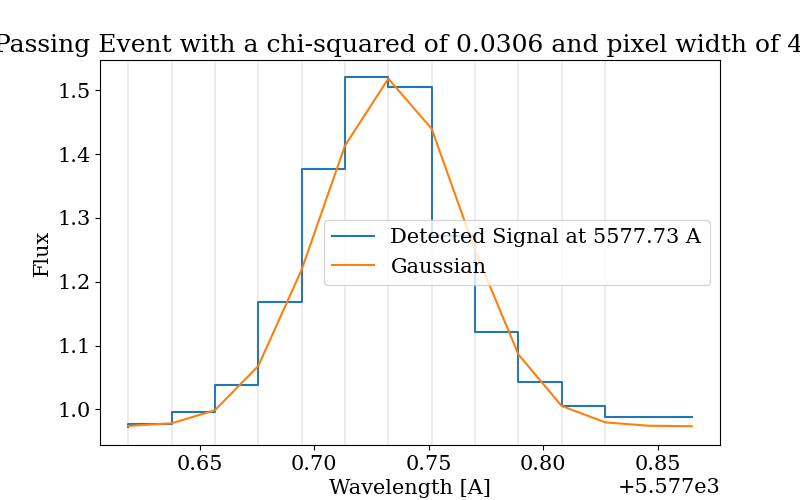 Passing Event with a chi-squared of 0.0306 and pixel width of 4
1.5
1.4
1.3
1.2
1.1
1.0
Flux
Detected Signal at 5577.73 A
Gaussian
0.65 0.70 0.75 0.80 0.85
+5.577e3
Wavelength [A]